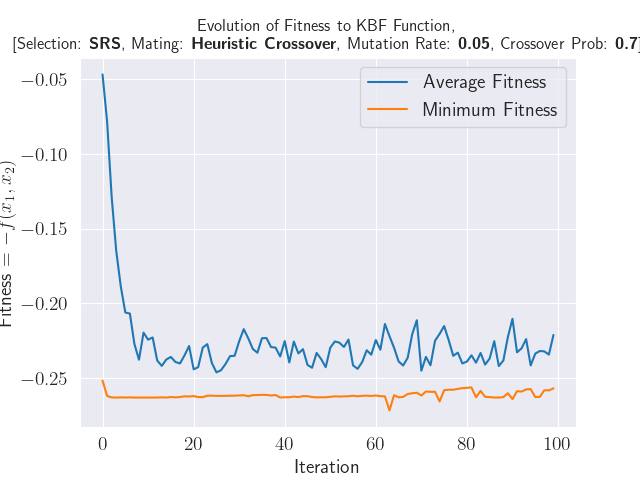 Evolution of Fitness to KBF Function,
[Selection: SRS, Mating: Heuristic Crossover, Mutation Rate: 0.05, Crossover Prob: 0.7]
Average Fitness
Minimum Fitness
Fitness = −f(x₁, x₂)
−0.05
−0.10
−0.15
−0.20
−0.25
0 20 40 60 80 100
Iteration